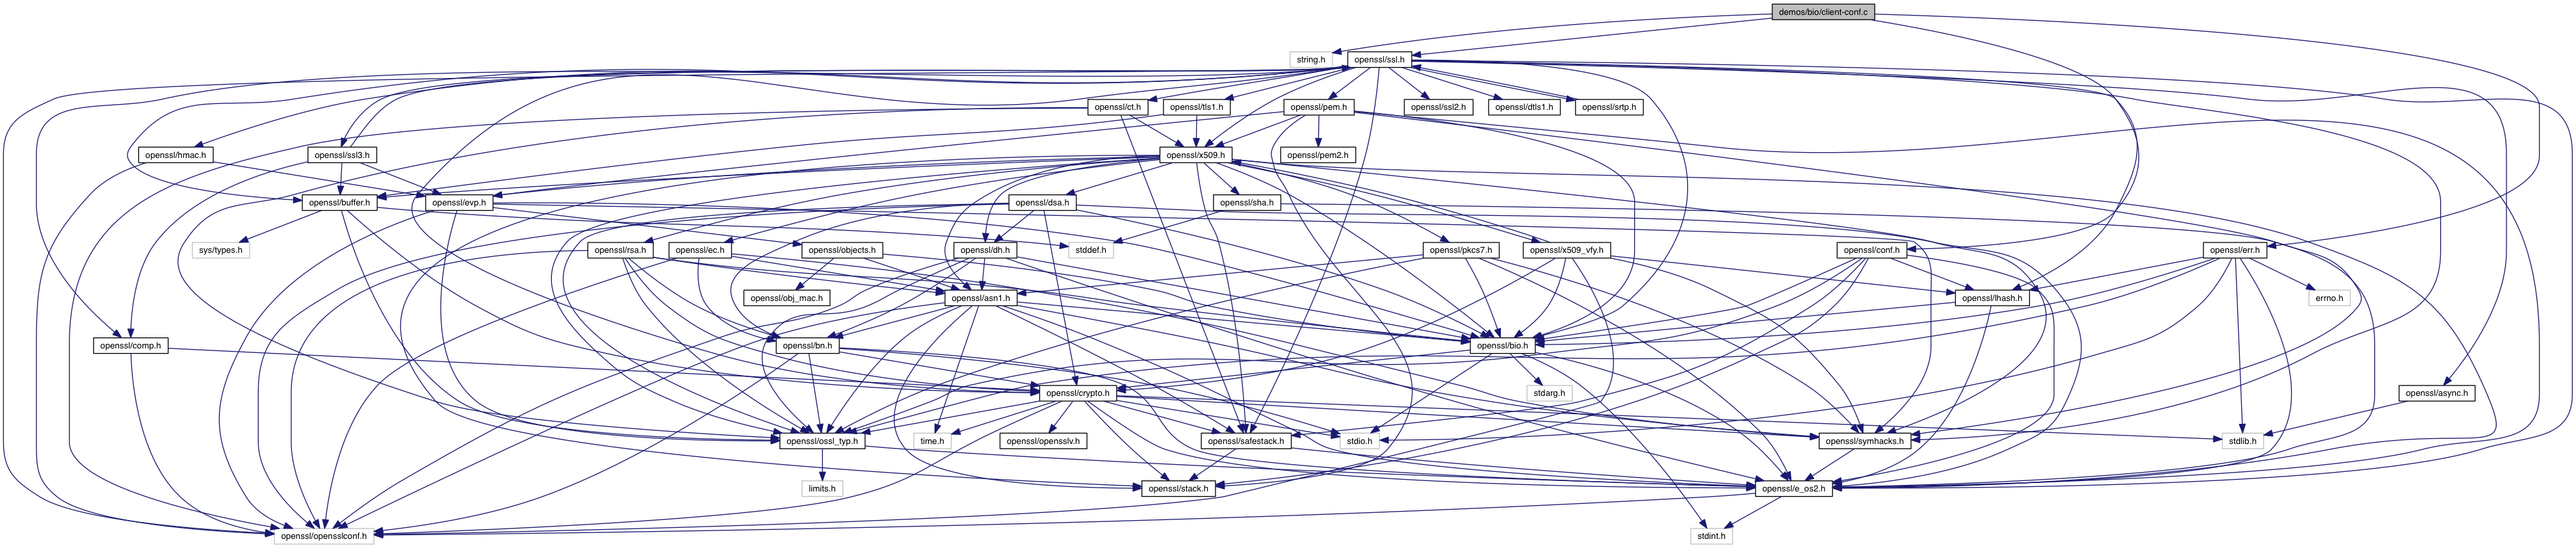 demos/bio/client-conf.c
string.h
openssl/ssl.h
openssl/ct.h
openssl/tls1.h
openssl/pem.h
openssl/ssl2.h
openssl/dtls1.h
openssl/srtp.h
openssl/hmac.h
openssl/ssl3.h
openssl/x509.h
openssl/pem2.h
openssl/buffer.h
openssl/evp.h
openssl/dsa.h
openssl/sha.h
sys/types.h
openssl/rsa.h
openssl/ec.h
openssl/objects.h
openssl/dh.h
stddef.h
openssl/pkcs7.h
openssl/x509_vfy.h
openssl/conf.h
openssl/err.h
openssl/obj_mac.h
openssl/asn1.h
openssl/lhash.h
errno.h
openssl/comp.h
openssl/bn.h
openssl/bio.h
openssl/crypto.h
stdarg.h
openssl/async.h
openssl/ossl_typ.h
time.h
openssl/opensslv.h
openssl/safestack.h
stdio.h
openssl/symhacks.h
stdlib.h
limits.h
openssl/stack.h
openssl/e_os2.h
openssl/opensslconf.h
stdint.h